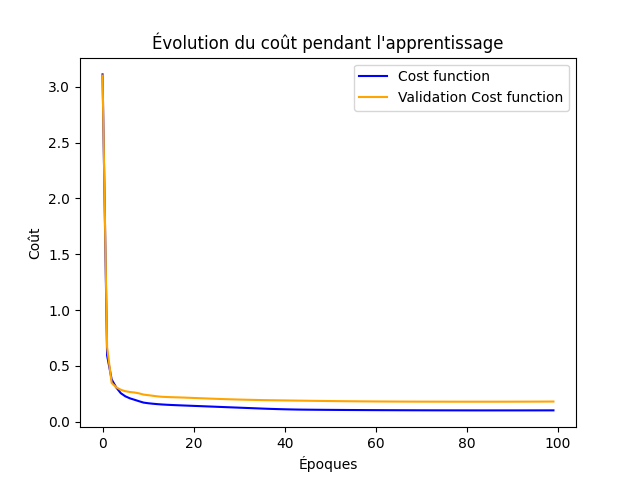 Évolution du coût pendant l'apprentissage
Cost function
Validation Cost function
3.0
2.5
2.0
1.5
1.0
0.5
0.0
Coût
0 20 40 60 80 100
Époques